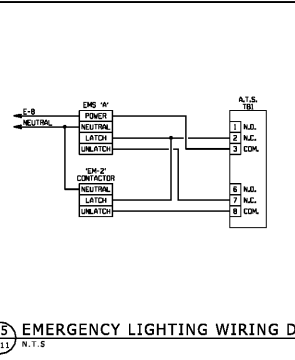 EMS 'A'
A.T.S.
TB1
E-8
POWER
NEUTRAL
NEUTRAL
1 N.O.
LATCH
2 N.C.
UNLATCH
3 COM.
'EM-2'
CONTACTOR
NEUTRAL
6 N.O.
LATCH
7 N.C.
UNLATCH
8 COM.
5
EMERGENCY LIGHTING WIRING D
11
N.T.S